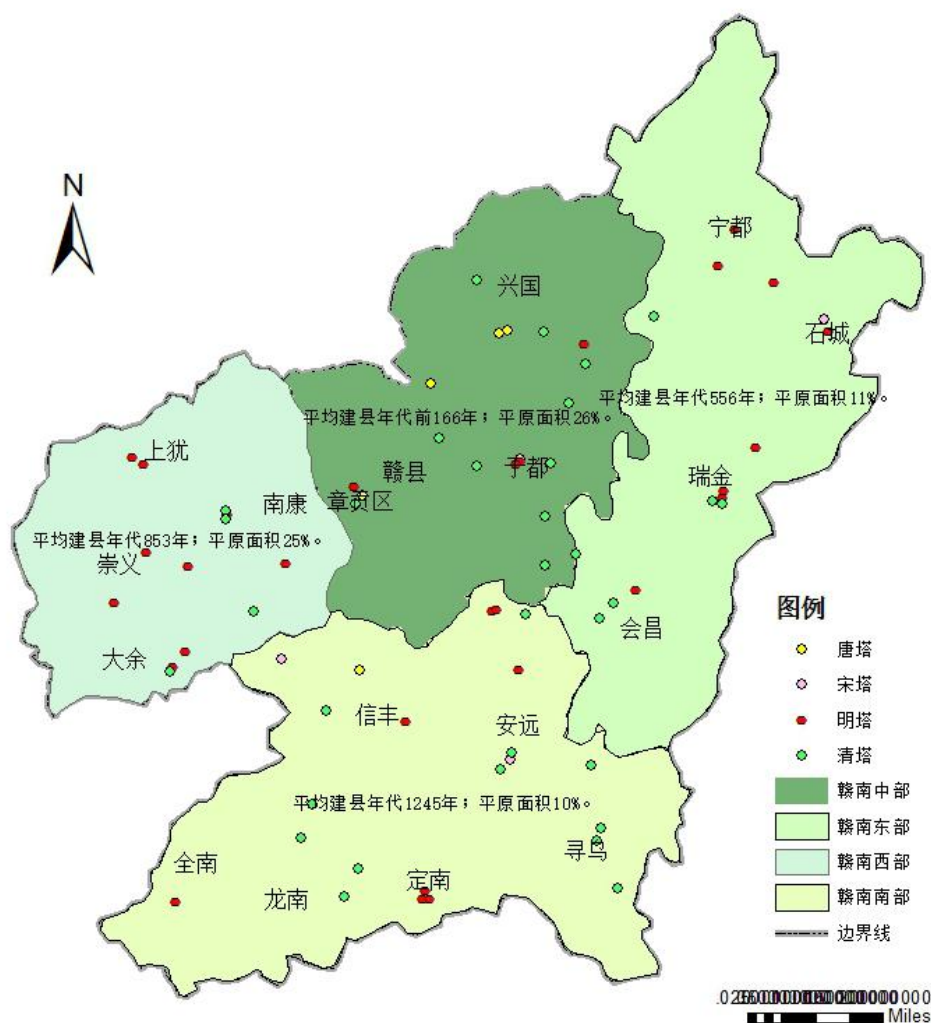 N
宁都
兴国
石城
平均建县年代556年；平原面积11%。
平均建县年代前166年；平原面积26%。
上犹
赣县
于都
瑞金
南康
章贡区
平均建县年代853年；平原面积25%。
崇义
会昌
大余
信丰
安远
平均建县年代1245年；平原面积10%。
寻乌
全南
龙南
定南
图例
唐塔
宋塔
明塔
清塔
赣南中部
赣南东部
赣南西部
赣南南部
边界线
Miles